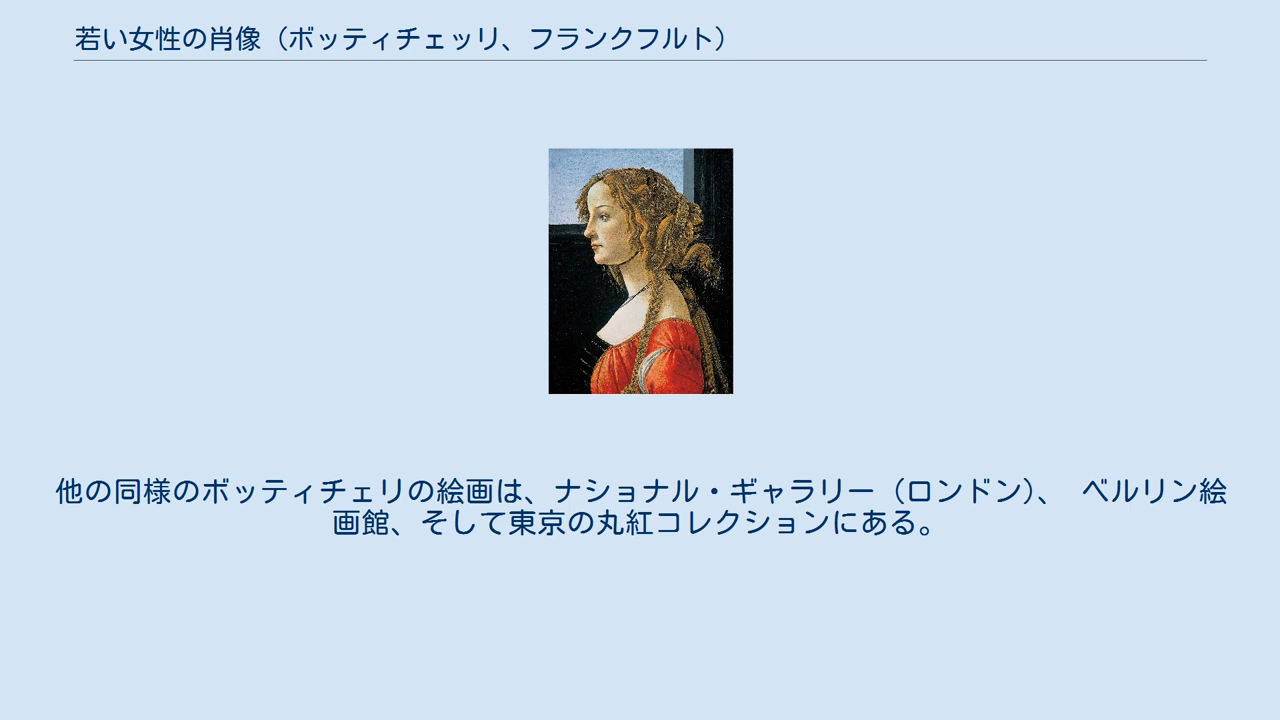 若い女性の肖像（ボッティチェッリ、フランクフルト）
他の同様のボッティチェリの絵画は、ナショナル・ギャラリー（ロンドン）、 ベルリン絵
画館、そして東京の丸紅コレクションにある。